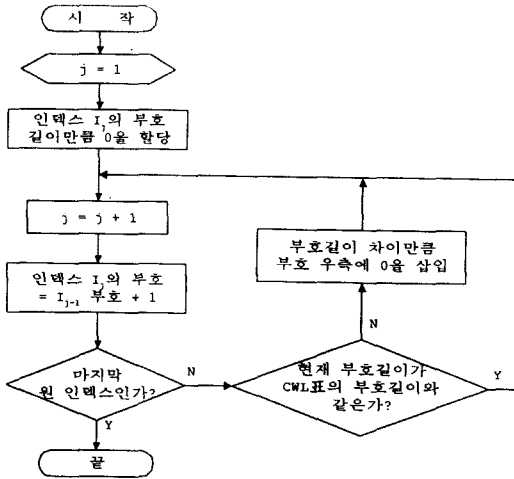 시 작
j = 1
인덱스 I_j의 부호
길이만큼 0을 할당
j = j + 1
부호길이 차이만큼
부호 우측에 0을 삽입
인덱스 I_j의 부호
= I_{j-1} 부호 + 1
N
마지막
원 인덱스인가?
N
현재 부호길이가
CWL표의 부호길이와
같은가?
Y
Y
끝